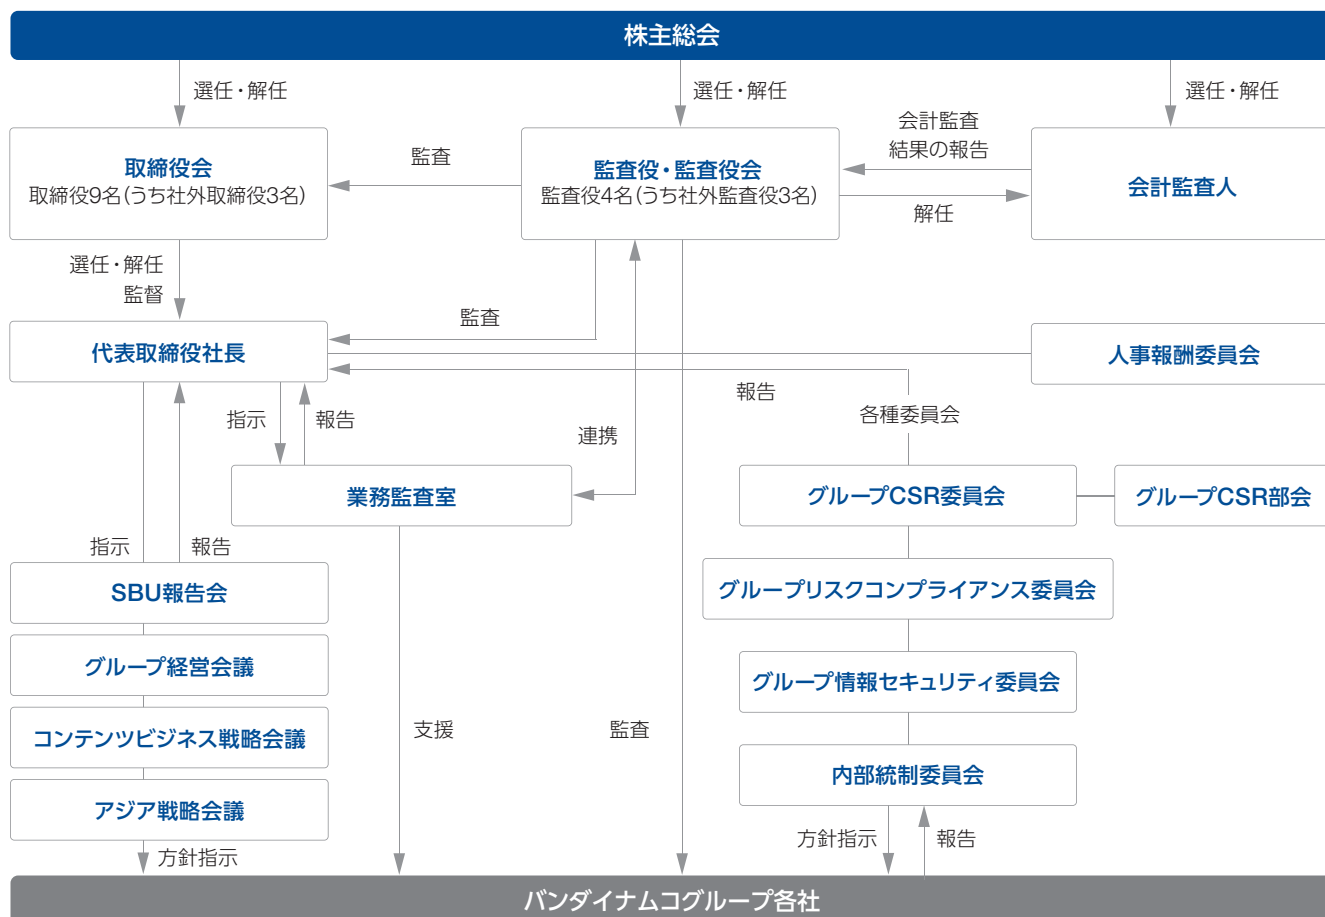 株主総会
選任・解任
選任・解任
選任・解任
取締役会
取締役9名(うち社外取締役3名)
監査
監査役・監査役会
監査役4名(うち社外監査役3名)
会計監査
結果の報告
解任
会計監査人
選任・解任
監督
監査
代表取締役社長
人事報酬委員会
報告
各種委員会
指示
報告
連携
業務監査室
グループCSR委員会
グループCSR部会
指示
報告
SBU報告会
グループリスクコンプライアンス委員会
グループ経営会議
グループ情報セキュリティ委員会
コンテンツビジネス戦略会議
支援
監査
内部統制委員会
アジア戦略会議
方針指示
報告
方針指示
バンダイナムコグループ各社